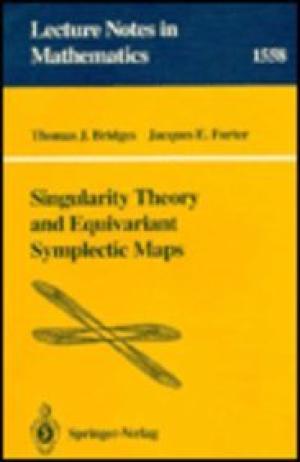 Lecture Notes in
Mathematics 1558
Thomas J. Bridges Jacques E. Furter
Singularity Theory
and Equivariant
Symplectic Maps
Springer-Verlag